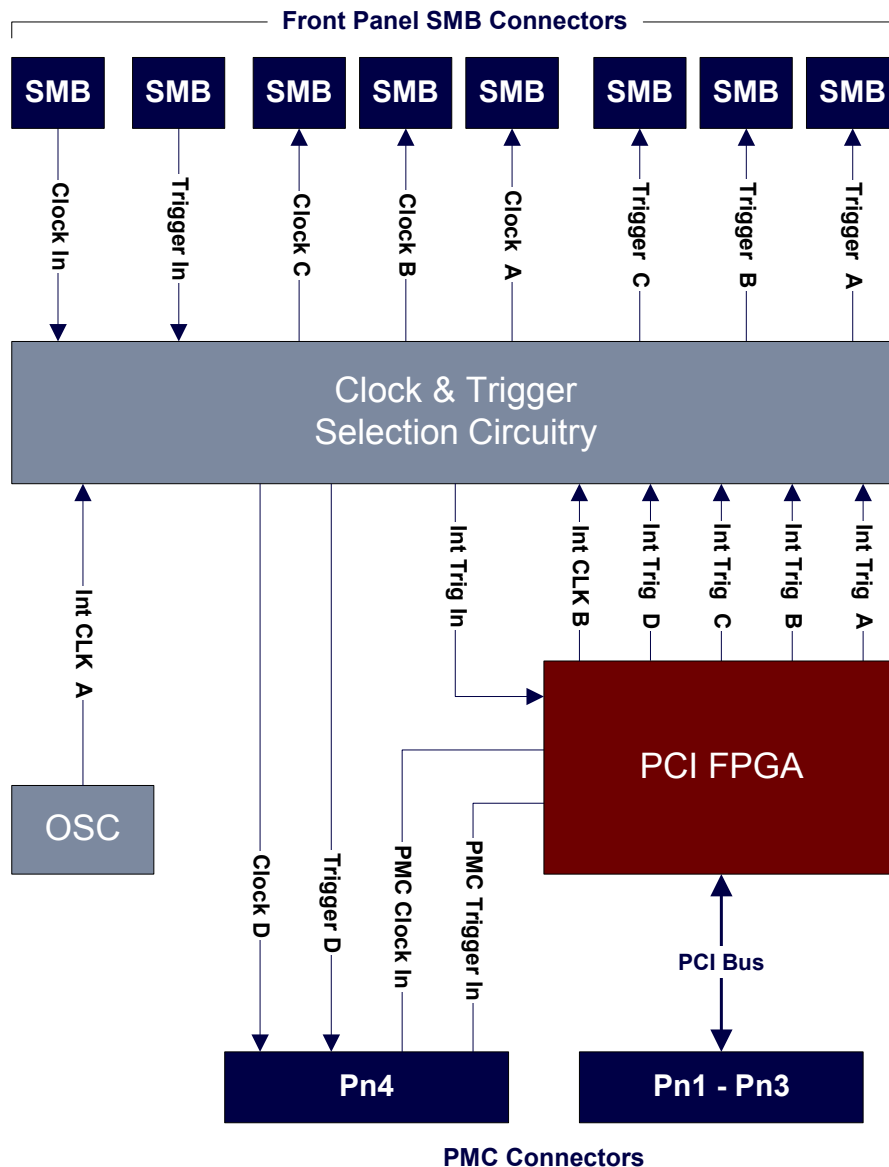 Front Panel SMB Connectors
SMB
SMB
SMB
SMB
SMB
SMB
SMB
SMB
Clock In
Trigger In
Clock C
Clock B
Clock A
Trigger C
Trigger B
Trigger A
Clock & Trigger
Selection Circuitry
Int CLK A
Int Trig In
Int CLK B
Int Trig D
Int Trig C
Int Trig B
Int Trig A
OSC
PCI FPGA
Clock D
Trigger D
PMC Clock In
PMC Trigger In
PCI Bus
Pn4
Pn1 - Pn3
PMC Connectors